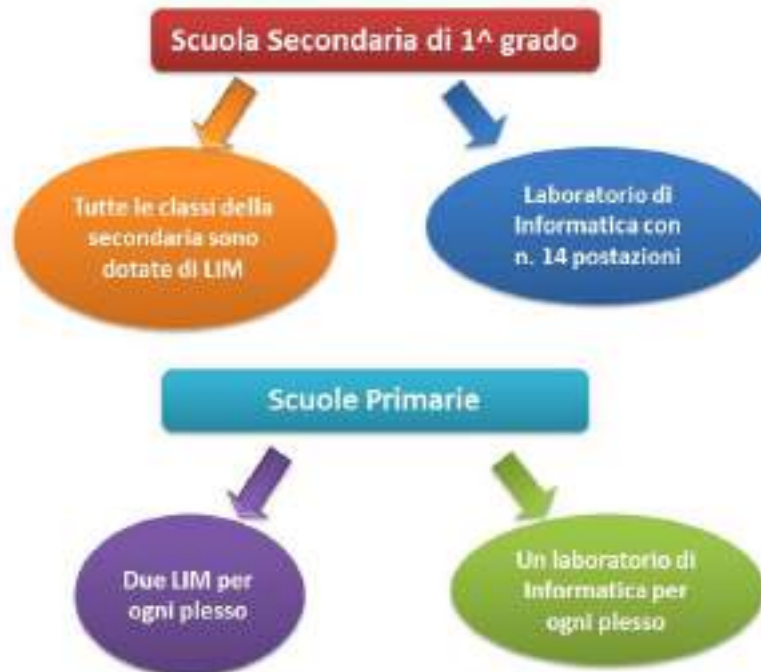 Scuola Secondaria di 1^ grado
Tutte le classi della
secondaria sono
dotate di LIM
Laboratorio di
Informatica con
n. 14 postazioni
Scuole Primarie
Due LIM per
ogni plesso
Un laboratorio di
Informatica per
ogni plesso